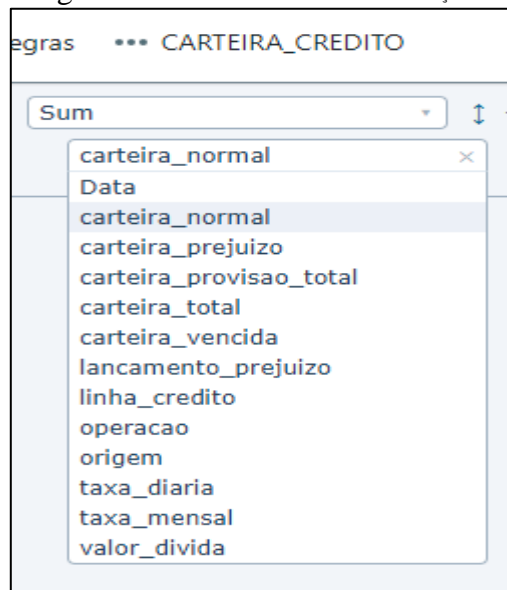 egras ••• CARTEIRA_CREDITO
Sum
carteira_normal
Data
carteira_normal
carteira_prejuizo
carteira_provisao_total
carteira_total
carteira_vencida
lancamento_prejuizo
linha_credito
operacao
origem
taxa_diaria
taxa_mensal
valor_divida